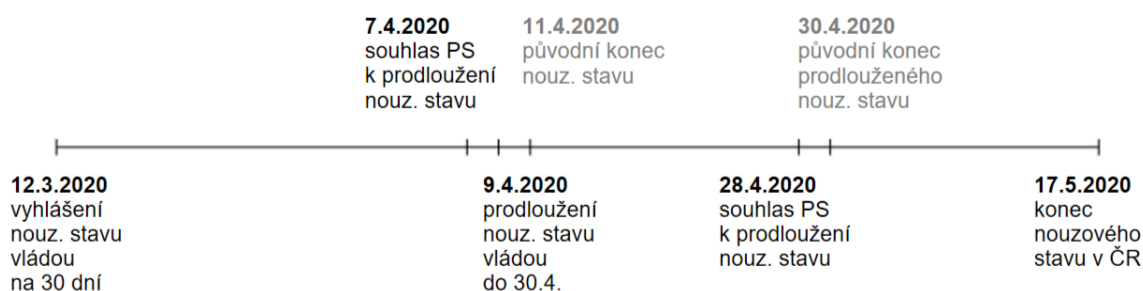 7.4.2020
souhlas PS
k prodloužení
nouz. stavu
11.4.2020
původní konec
nouz. stavu
30.4.2020
původní konec
prodlouženého
nouz. stavu
12.3.2020
vyhlášení
nouz. stavu
vládou
na 30 dní
9.4.2020
prodloužení
nouz. stavu
vládou
do 30.4.
28.4.2020
souhlas PS
k prodloužení
nouz. stavu
17.5.2020
konec
nouzového
stavu v ČR